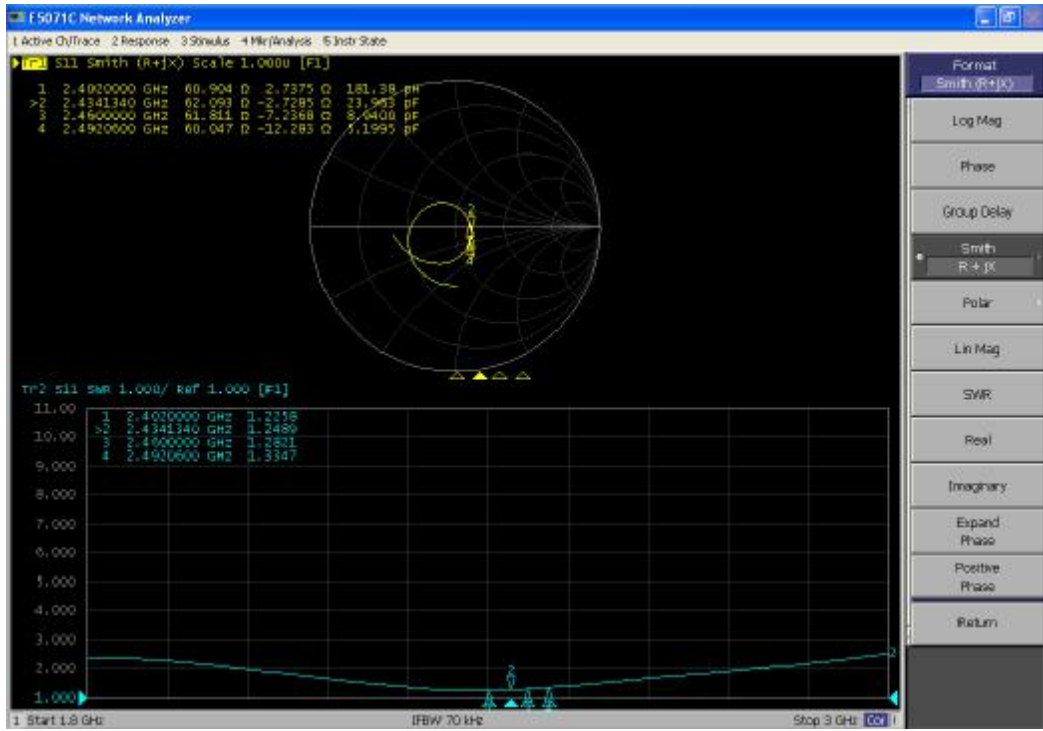 E5071C Network Analyzer
1 Active Ch/Trace 2 Response 3 Stimulus 4 Mkr/Analysis 5 Instr State
Tr1 S11 Smith (R+jX) Scale 1.000U [F1]
1 2.4020000 GHz 60.904 Ω 2.7375 Ω 181.38 pH
>2 2.4341340 GHz 62.093 Ω -2.7285 Ω 23.963 pF
3 2.4600000 GHz 61.811 Ω -7.2368 Ω 8.9400 pF
4 2.4920600 GHz 60.047 Ω -12.283 Ω 5.1995 pF
Tr2 S11 SWR 1.000/ Ref 1.000 [F1]
11.00
1 2.4020000 GHz 1.2258
>2 2.4341340 GHz 1.2489
3 2.4600000 GHz 1.2821
4 2.4920600 GHz 1.3347
10.00
9.000
8.000
7.000
6.000
5.000
4.000
3.000
2.000
1.000
2
2
1 Start 1.8 GHz IFBW 70 kHz Stop 3 GHz Cor
Format
Smith (R+jX)
Log Mag
Phase
Group Delay
Smith
R + jX
Polar
Lin Mag
SWR
Real
Imaginary
Expand
Phase
Positive
Phase
Return